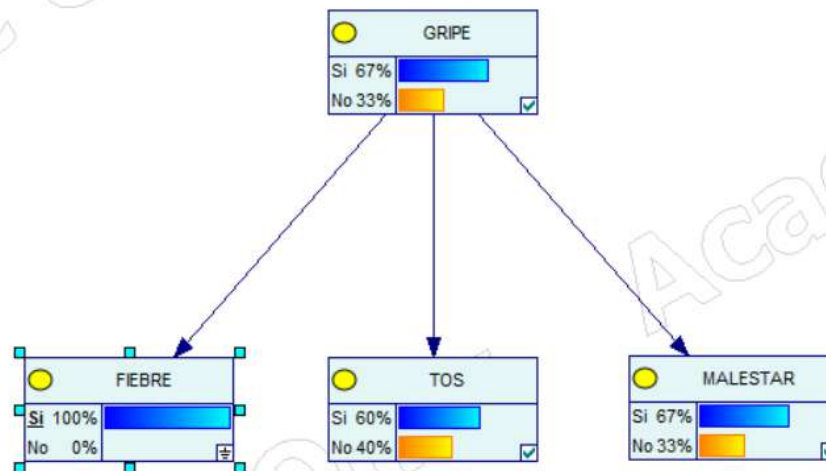 GRIPE
Si 67%
No 33%
FIEBRE
Si 100%
No 0%
TOS
Si 60%
No 40%
MALESTAR
Si 67%
No 33%
Aca